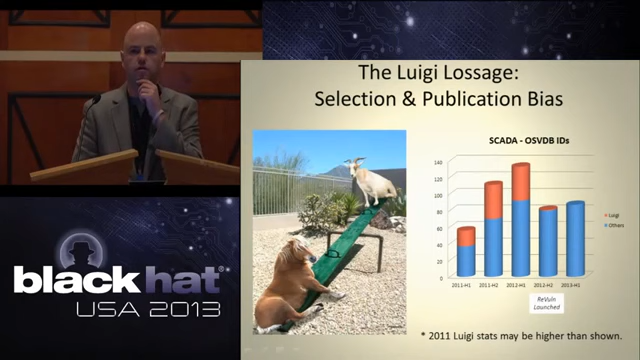 The Luigi Lossage:
Selection & Publication Bias
SCADA - OSVDB IDs
140
120
100
80
60
40
20
0
2011-H1
2011-H2
2012-H1
2012-H2
2013-H1
Luigi
Others
ReVuln
Launched
* 2011 Luigi stats may be higher than shown.
black hat®
USA 2013